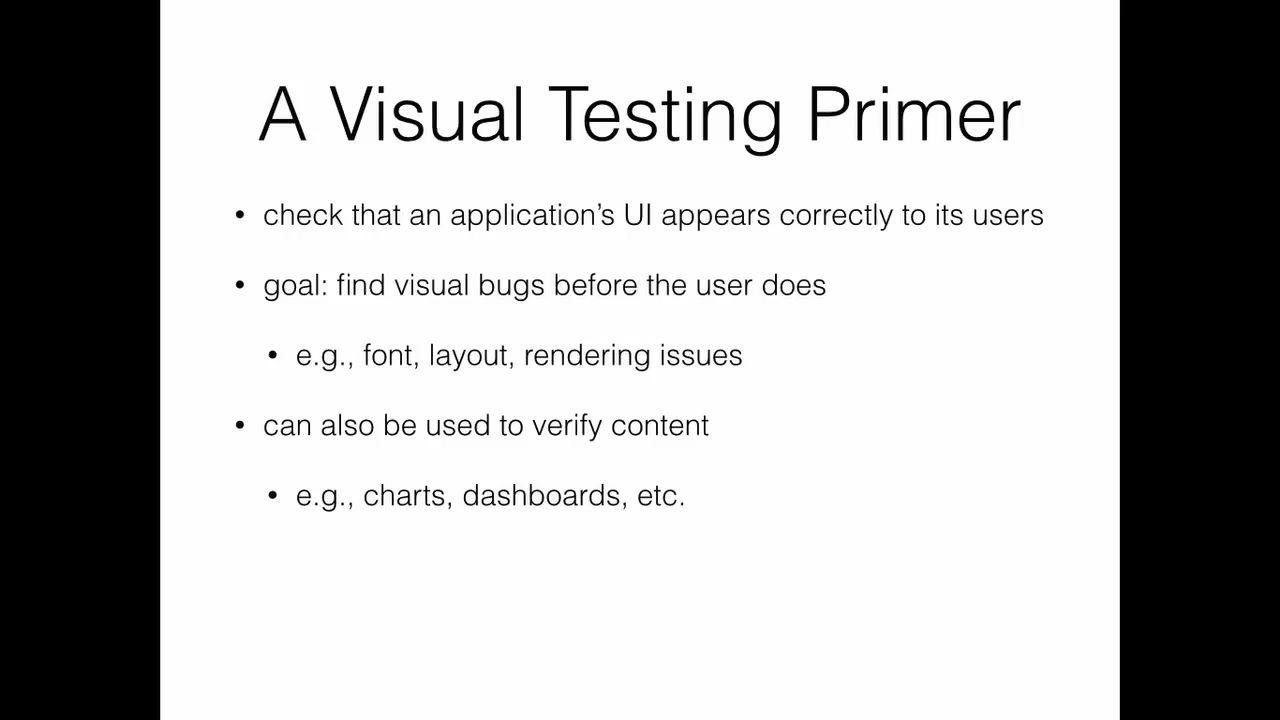 A Visual Testing Primer
• check that an application’s UI appears correctly to its users
• goal: find visual bugs before the user does
• e.g., font, layout, rendering issues
• can also be used to verify content
• e.g., charts, dashboards, etc.